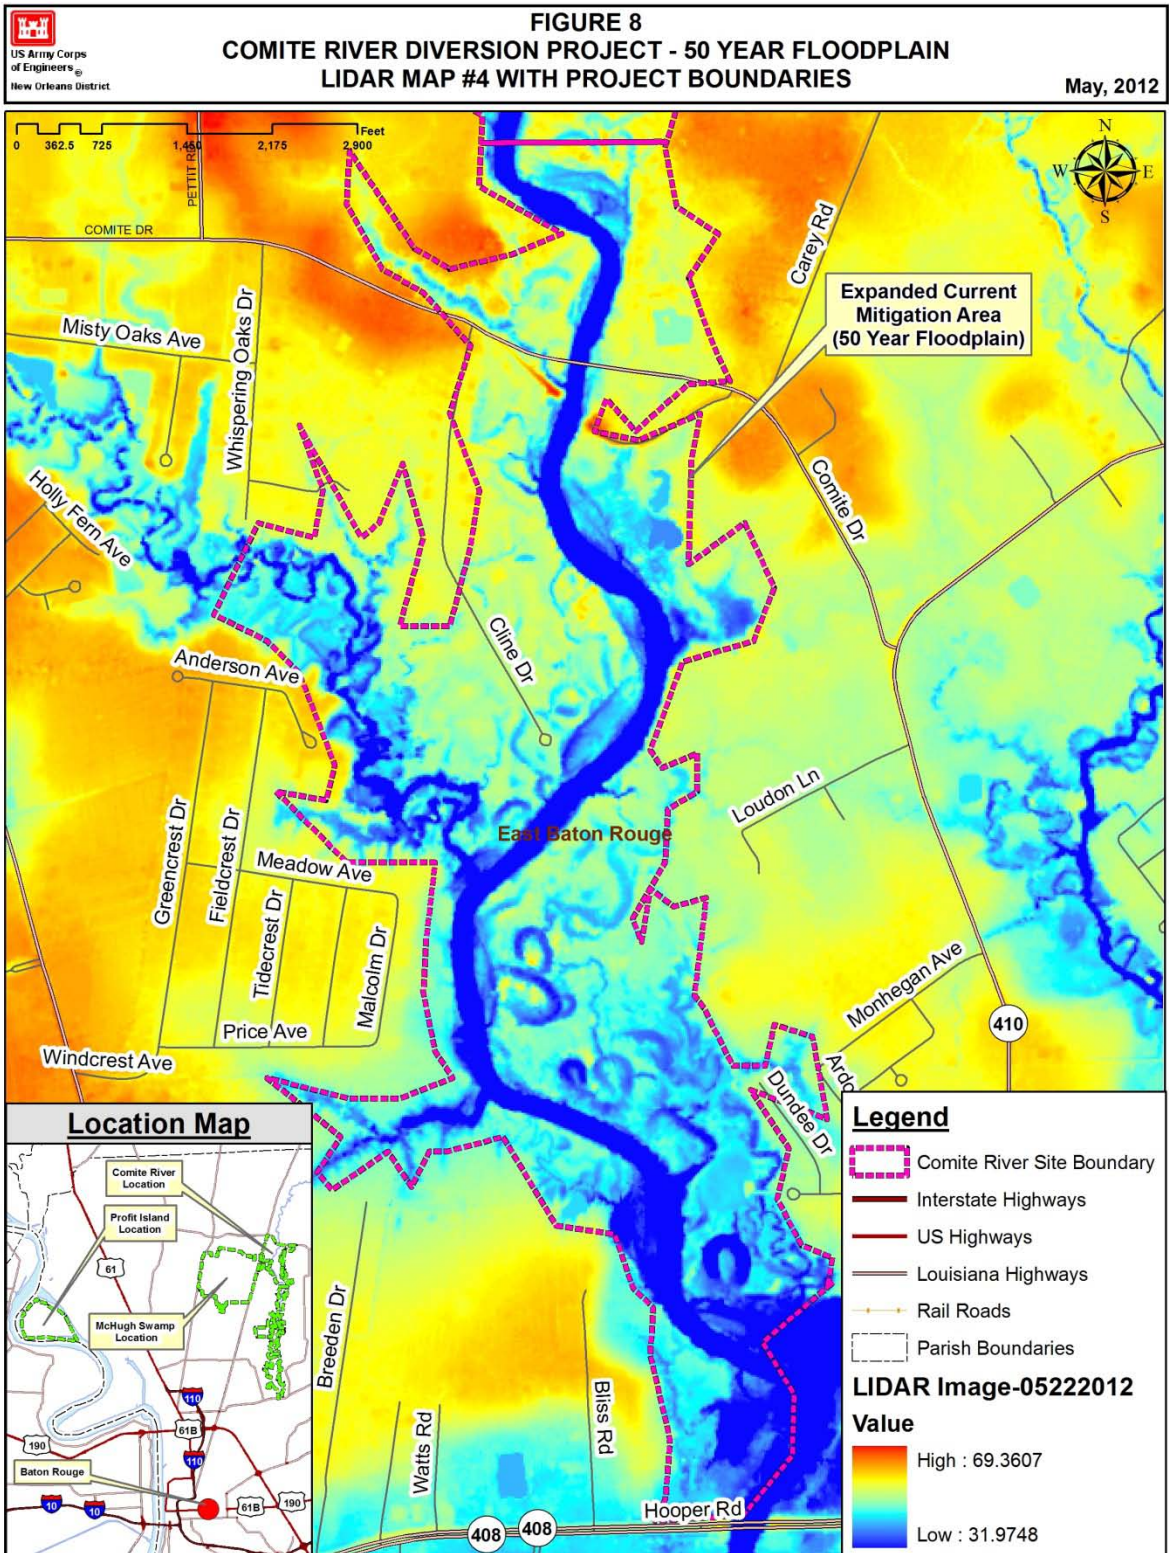 FIGURE 8
COMITE RIVER DIVERSION PROJECT - 50 YEAR FLOODPLAIN
LIDAR MAP #4 WITH PROJECT BOUNDARIES
May, 2012
US Army Corps
of Engineers ®
New Orleans District
Feet
0 362.5 725 1,450 2,175 2,900
PETTIT RD
COMITE DR
N
W E
S
Carey Rd
Expanded Current
Mitigation Area
(50 Year Floodplain)
Misty Oaks Ave
Whispering Oaks Dr
Holly Fern Ave
Comite Dr
Cline Dr
Anderson Ave
Greencrest Dr
Fieldcrest Dr
Loudon Ln
East Baton Rouge
Meadow Ave
Tidecrest Dr
Malcolm Dr
Price Ave
Windcrest Ave
Monhegan Ave
410
Ardo
Dundee Dr
Breeden Dr
Watts Rd
Bliss Rd
Hooper Rd
408
408
Location Map
Comite River
Location
Profit Island
Location
61
McHugh Swamp
Location
110
61B
190
110
Baton Rouge
10
10
61B
190
Legend
Comite River Site Boundary
Interstate Highways
US Highways
Louisiana Highways
Rail Roads
Parish Boundaries
LIDAR Image-05222012
Value
High : 69.3607
Low : 31.9748